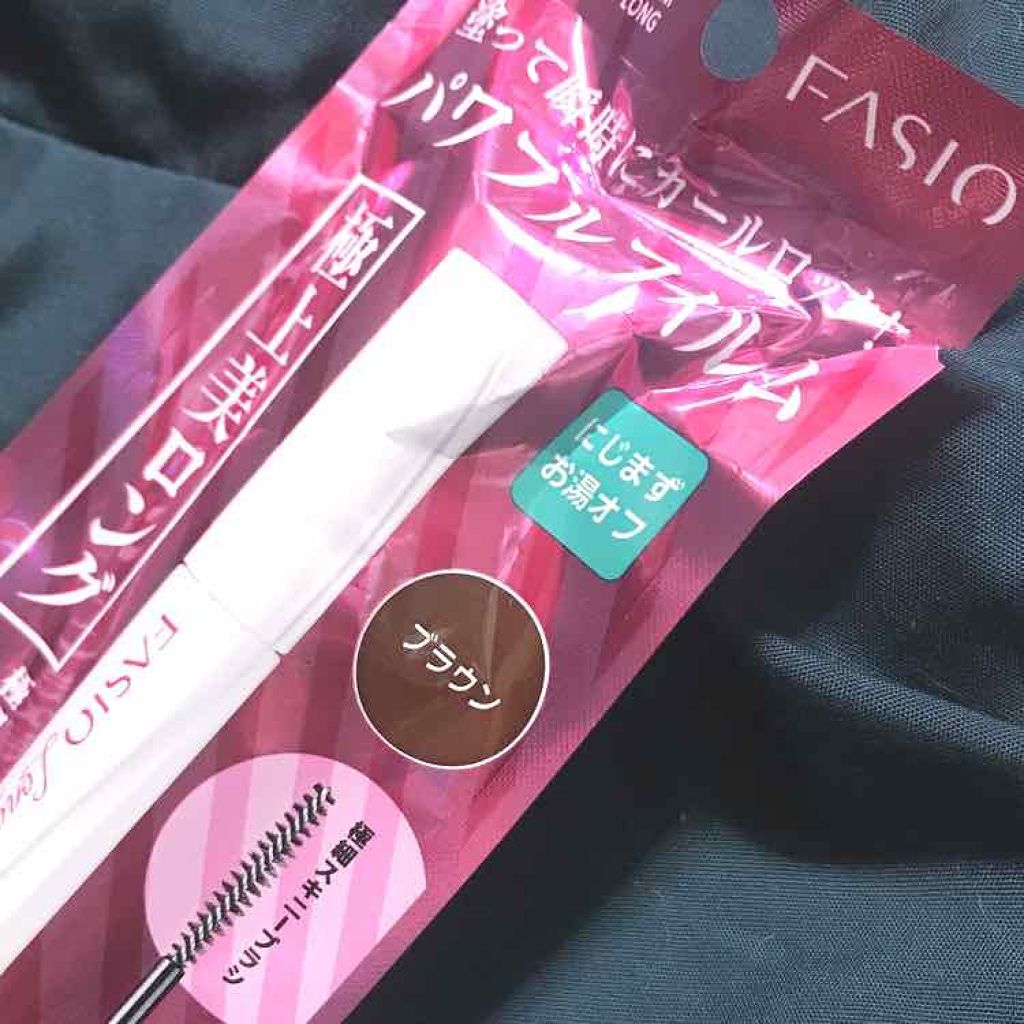 LONG
FASIO
塗って瞬時にカールロック！
パワフルフィルム
極上美ロング
にじまず
お湯オフ
ブラウン
FASIO
極細スキニーブラシ